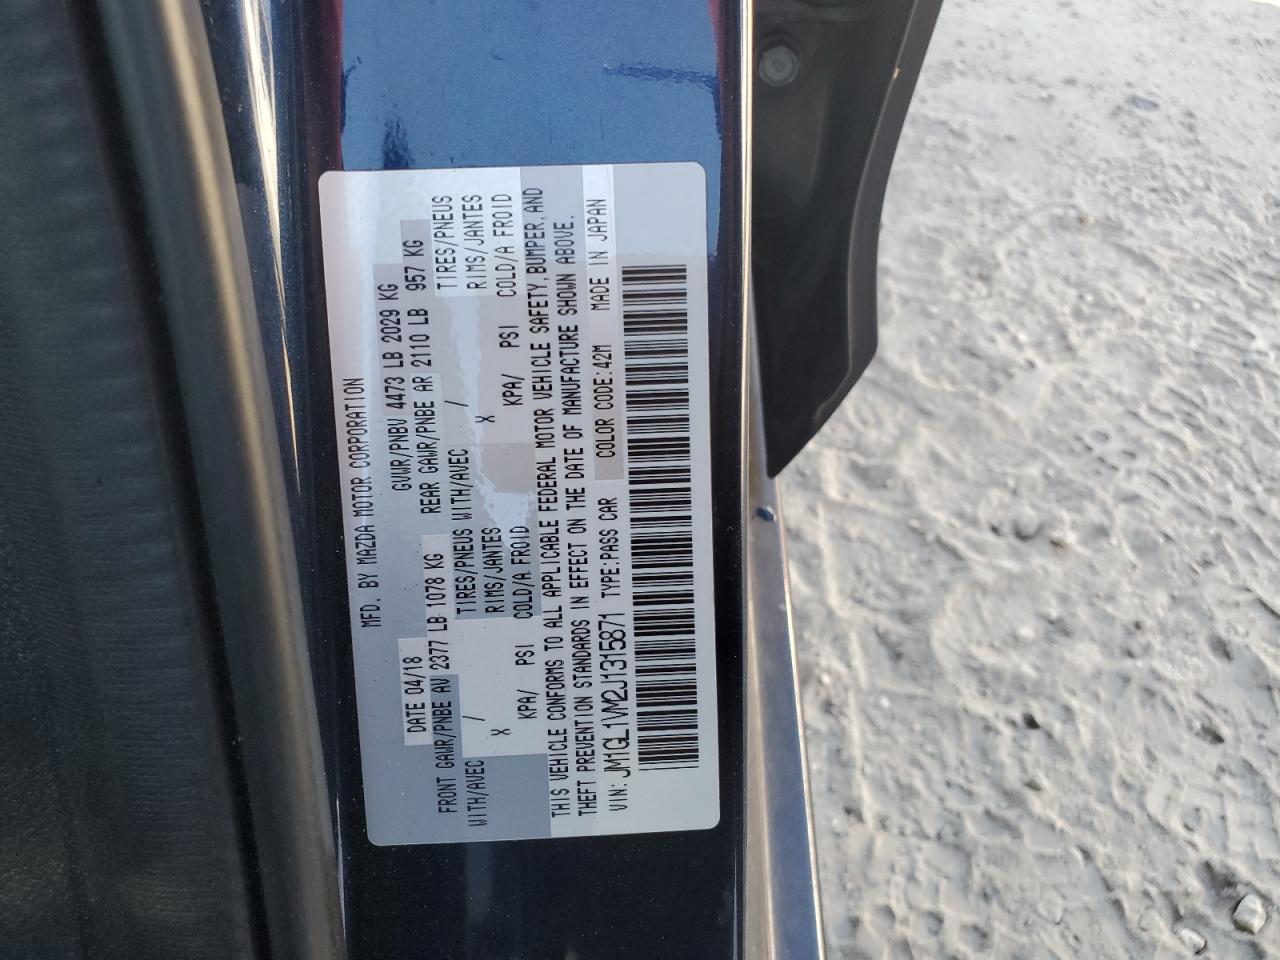 MFD. BY MAZDA MOTOR CORPORATION
DATE 04/18 GVWR/PNBV 4473 LB 2029 KG
FRONT GAWR/PNBE AV 2377 LB 1078 KG REAR GAWR/PNBE AR 2110 LB 957 KG
WITH/AVEC / TIRES/PNEUS WITH/AVEC / TIRES/PNEUS
X RIMS/JANTES X RIMS/JANTES
KPA/ PSI COLD/A FROID KPA/ PSI COLD/A FROID
THIS VEHICLE CONFORMS TO ALL APPLICABLE FEDERAL MOTOR VEHICLE SAFETY, BUMPER, AND
THEFT PREVENTION STANDARDS IN EFFECT ON THE DATE OF MANUFACTURE SHOWN ABOVE.
VIN: JM1GL1VM2J1315871 TYPE:PASS CAR COLOR CODE:42M MADE IN JAPAN